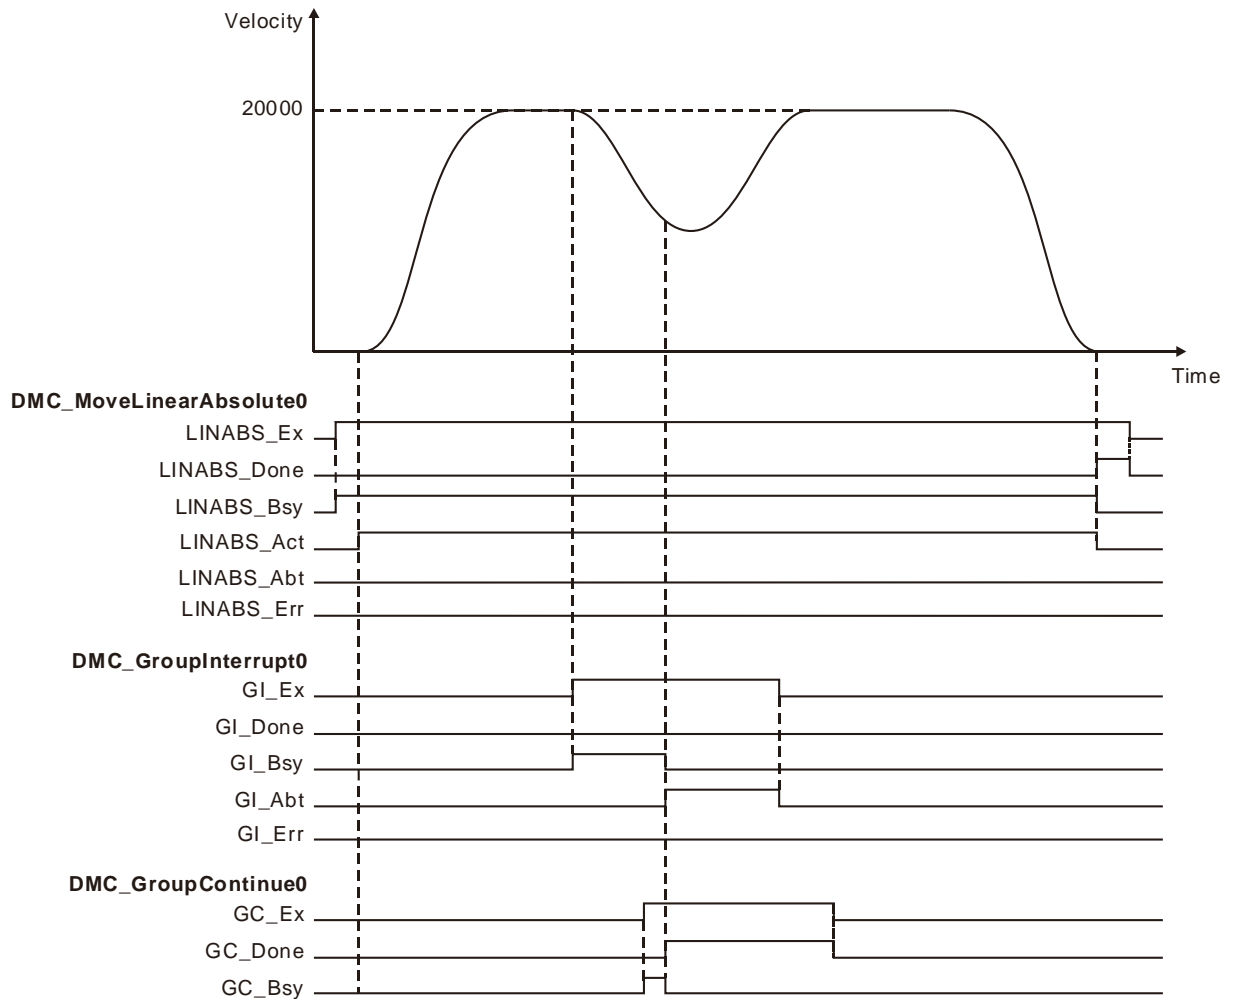 Velocity
20000
Time
DMC_MoveLinearAbsolute0
LINABS_Ex
LINABS_Done
LINABS_Bsy
LINABS_Act
LINABS_Abt
LINABS_Err
DMC_GroupInterrupt0
GI_Ex
GI_Done
GI_Bsy
GI_Abt
GI_Err
DMC_GroupContinue0
GC_Ex
GC_Done
GC_Bsy